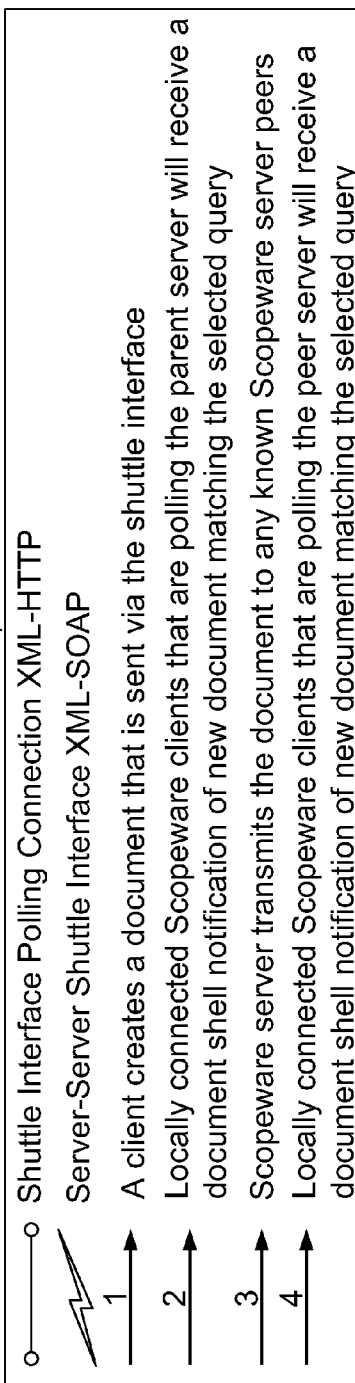 Shuttle Interface Polling Connection XML-HTTP
Server-Server Shuttle Interface XML-SOAP
1 A client creates a document that is sent via the shuttle interface
2 Locally connected Scopeware clients that are polling the parent server will receive a
document shell notification of new document matching the selected query
3 Scopeware server transmits the document to any known Scopeware server peers
4 Locally connected Scopeware clients that are polling the peer server will receive a
document shell notification of new document matching the selected query